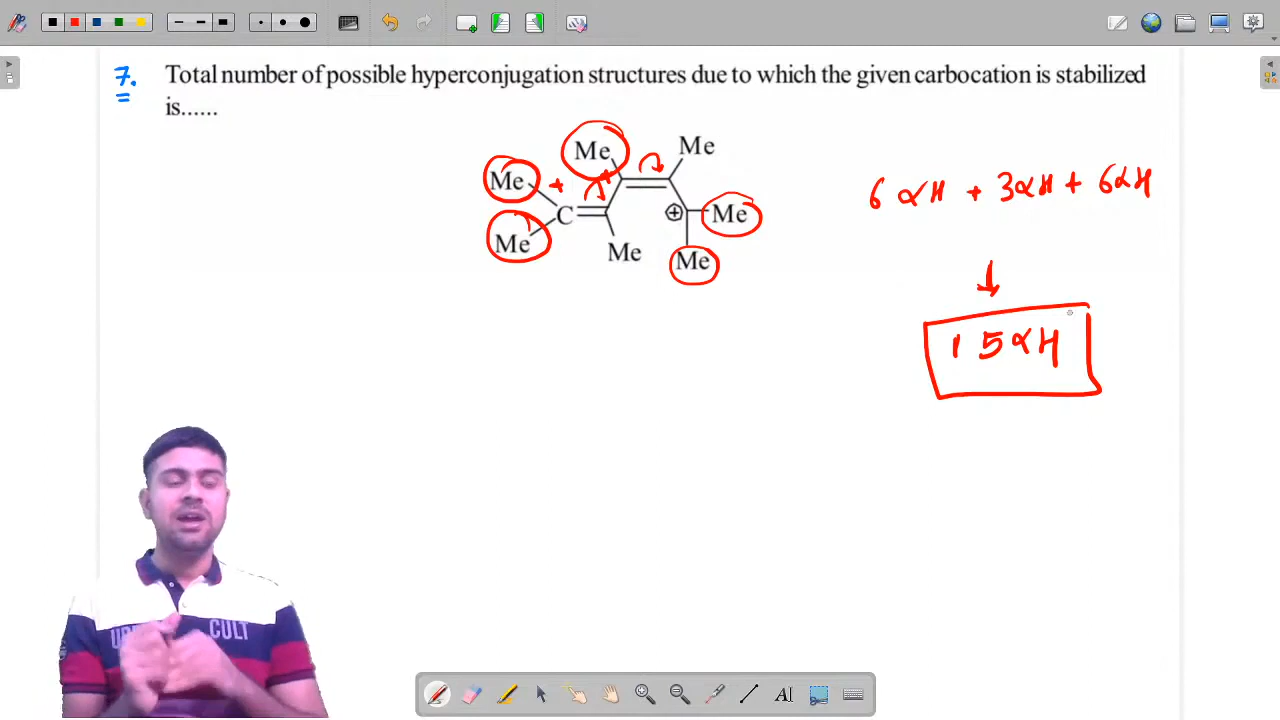 7. Total number of possible hyperconjugation structures due to which the given carbocation is stabilized
is......
Me Me
Me + +
C ⊕ Me
Me
Me Me
6 αH + 3αH + 6αH
↓
15αH
CULT